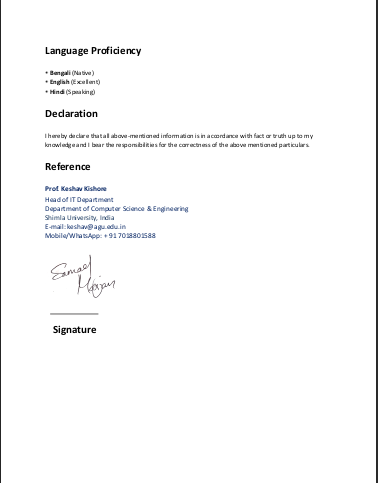 Language Proficiency
• Bengali (Native)
• English (Excellent)
• Hindi (Speaking)
Declaration
I hereby declare that all above-mentioned information is in accordance with fact or truth up to my
knowledge and I bear the responsibilities for the correctness of the above mentioned particulars.
Reference
Prof. Keshav Kishore
Head of IT Department
Department of Computer Science & Engineering
Shimla University, India
E-mail: keshav@agu.edu.in
Mobile/WhatsApp: + 91 7018801588
Signature